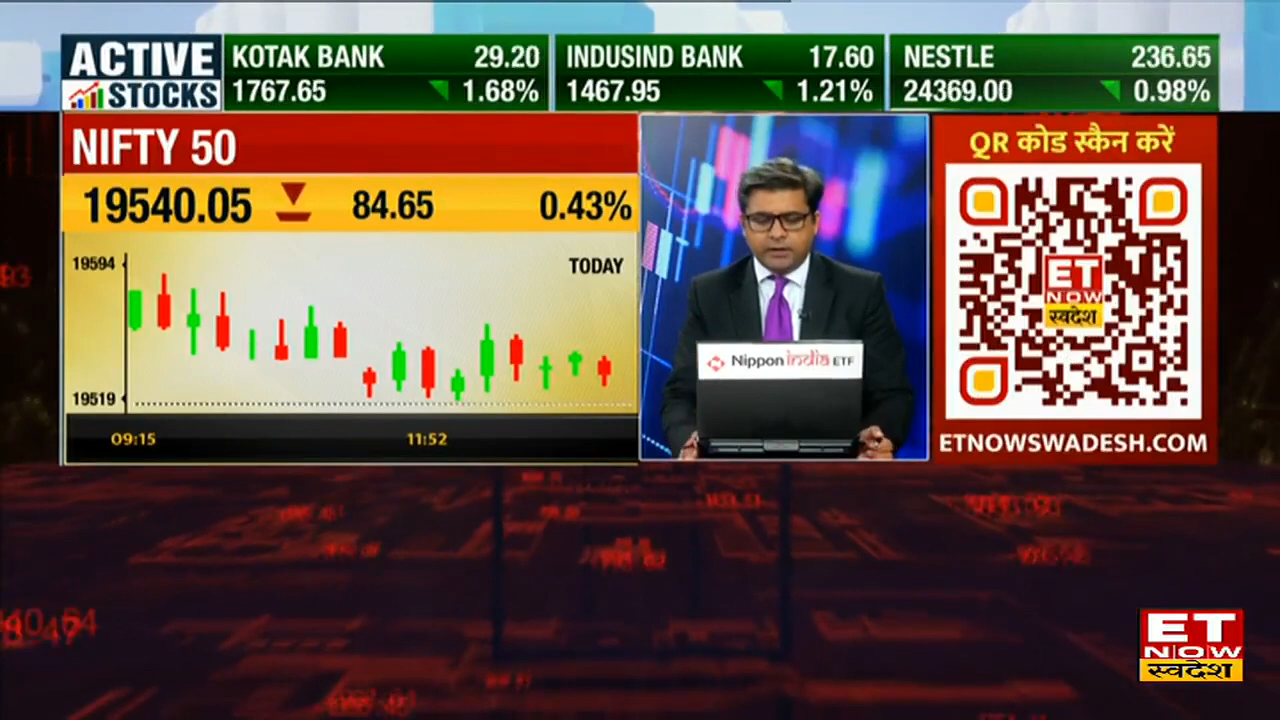 ACTIVE
STOCKS
KOTAK BANK 29.20
1767.65 1.68%
INDUSIND BANK 17.60
1467.95 1.21%
NESTLE 236.65
24369.00 0.98%
NIFTY 50
19540.05 84.65 0.43%
19594
TODAY
19519
09:15 11:52
Nippon india ETF
QR कोड स्कैन करें
ET
NOW
स्वदेश
ETNOWSWADESH.COM
ET
NOW
स्वदेश